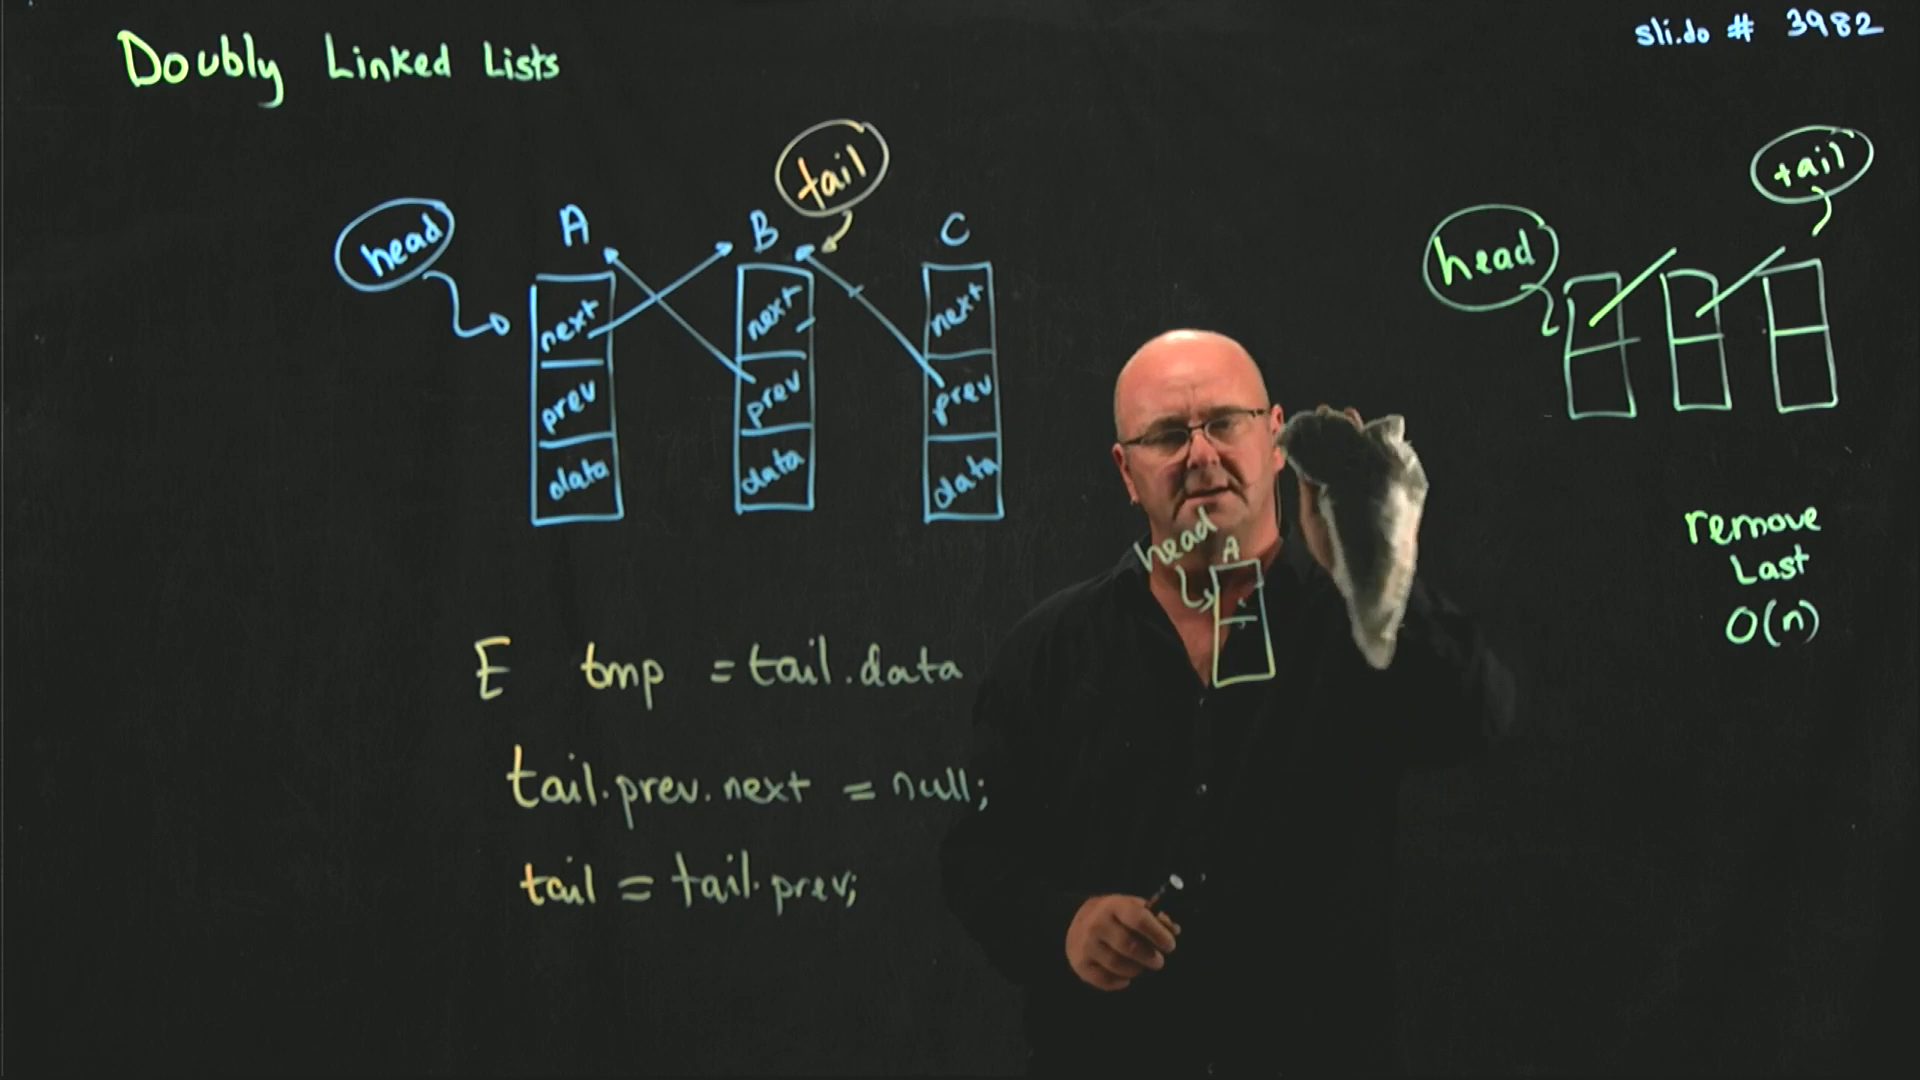 Doubly Linked Lists
sli.do # 3982
head
A
B
tail
C
next
prev
data
next
prev
data
next
prev
data
head
tail
remove
Last
O(n)
head
A
E tmp = tail.data
tail.prev.next = null;
tail = tail.prev;